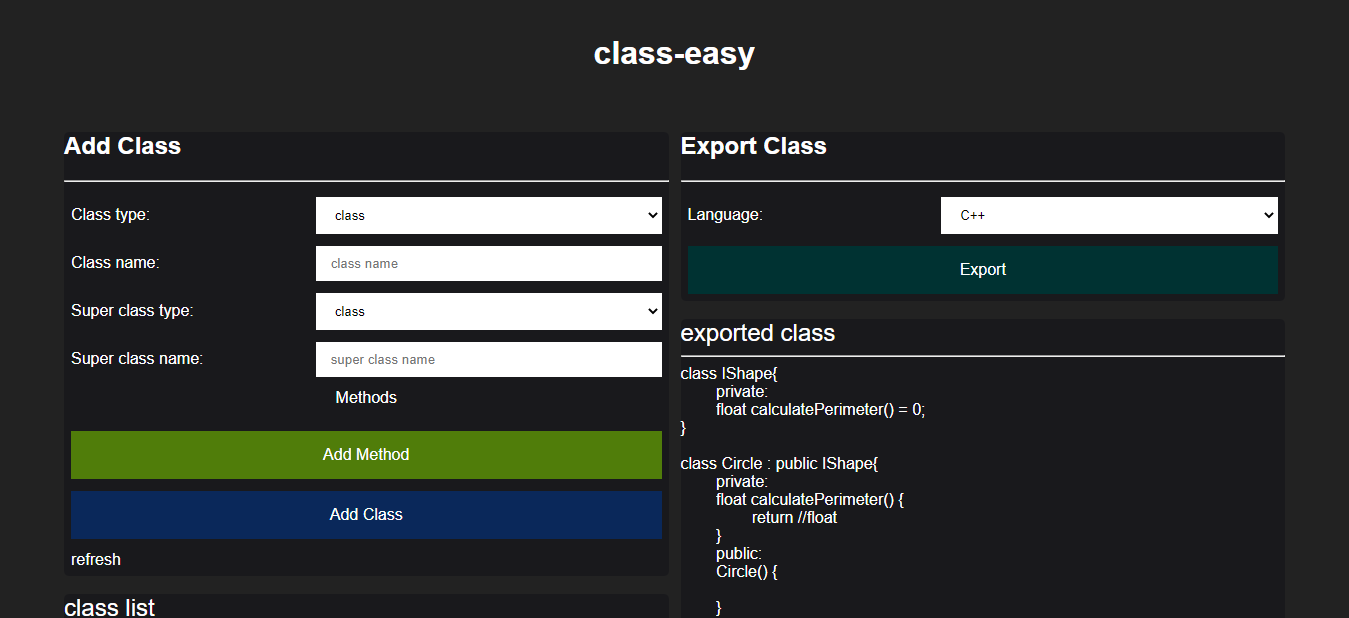 class-easy
Add Class
Class type:
class
Class name:
class name
Super class type:
class
Super class name:
super class name
Methods
Add Method
Add Class
refresh
class list
Export Class
Language:
C++
Export
exported class
class IShape{
private:
float calculatePerimeter() = 0;
}
class Circle : public IShape{
private:
float calculatePerimeter() {
return //float
}
public:
Circle() {
}